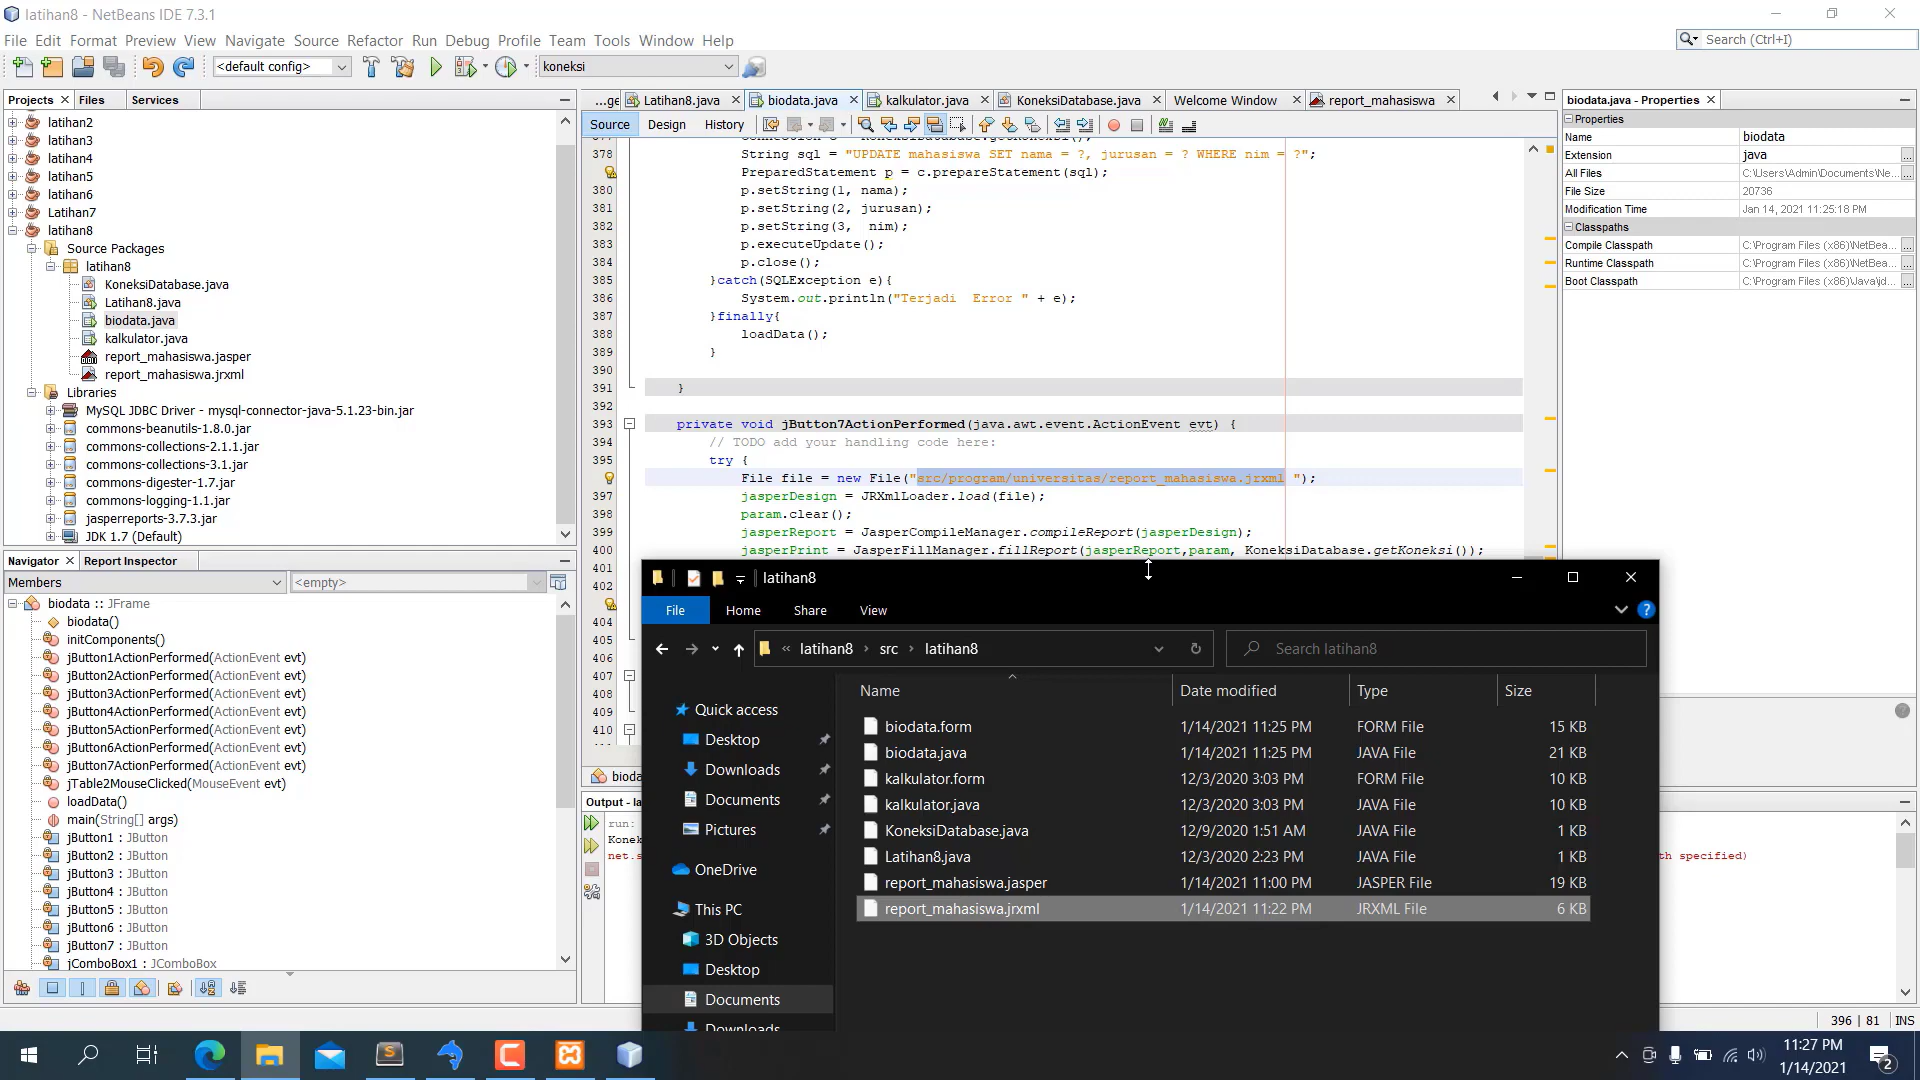 latihan8 - NetBeans IDE 7.3.1
File Edit Format Preview View Navigate Source Refactor Run Debug Profile Team Tools Window Help
Search (Ctrl+I)
<default config>
koneksi
Projects
Files
Services
latihan2
latihan3
latihan4
latihan5
latihan6
Latihan7
latihan8
Source Packages
latihan8
KoneksiDatabase.java
Latihan8.java
biodata.java
kalkulator.java
report_mahasiswa.jasper
report_mahasiswa.jrxml
Libraries
MySQL JDBC Driver - mysql-connector-java-5.1.23-bin.jar
commons-beanutils-1.8.0.jar
commons-collections-2.1.1.jar
commons-collections-3.1.jar
commons-digester-1.7.jar
commons-logging-1.1.jar
jasperreports-3.7.3.jar
JDK 1.7 (Default)
Navigator
Report Inspector
Members
<empty>
biodata :: JFrame
biodata()
initComponents()
jButton1ActionPerformed(ActionEvent evt)
jButton2ActionPerformed(ActionEvent evt)
jButton3ActionPerformed(ActionEvent evt)
jButton4ActionPerformed(ActionEvent evt)
jButton5ActionPerformed(ActionEvent evt)
jButton6ActionPerformed(ActionEvent evt)
jButton7ActionPerformed(ActionEvent evt)
jTable2MouseClicked(MouseEvent evt)
loadData()
main(String[] args)
jButton1 : JButton
jButton2 : JButton
jButton3 : JButton
jButton4 : JButton
jButton5 : JButton
jButton6 : JButton
jButton7 : JButton
jComboBox1 : JComboBox
...ge
Latihan8.java
biodata.java
kalkulator.java
KoneksiDatabase.java
Welcome Window
report_mahasiswa
Source
Design
History
378 String sql = "UPDATE mahasiswa SET nama = ?, jurusan = ? WHERE nim = ?";
PreparedStatement p = c.prepareStatement(sql);
380 p.setString(1, nama);
381 p.setString(2, jurusan);
382 p.setString(3,  nim);
383 p.executeUpdate();
384 p.close();
385 }catch(SQLException e){
386 System.out.println("Terjadi  Error " + e);
387 }finally{
388 loadData();
389 }
390
391 }
392
393 private void jButton7ActionPerformed(java.awt.event.ActionEvent evt) {
394 // TODO add your handling code here:
395 try {
File file = new File("src/program/universitas/report_mahasiswa.jrxml ");
397 jasperDesign = JRXmlLoader.load(file);
398 param.clear();
399 jasperReport = JasperCompileManager.compileReport(jasperDesign);
400 jasperPrint = JasperFillManager.fillReport(jasperReport,param, KoneksiDatabase.getKoneksi());
401
402
404
405
406
407
408
409
410
bioda
Output - la
run:
Konek
net.s
th specified)
biodata.java - Properties
Properties
Name biodata
Extension java
All Files C:\Users\Admin\Documents\Ne...
File Size 20736
Modification Time Jan 14, 2021 11:25:18 PM
Classpaths
Compile Classpath C:\Program Files (x86)\NetBea...
Runtime Classpath C:\Program Files (x86)\NetBea...
Boot Classpath C:\Program Files (x86)\Java\jd...
latihan8
File
Home
Share
View
latihan8 › src › latihan8
Search latihan8
Quick access
Desktop
Downloads
Documents
Pictures
OneDrive
This PC
3D Objects
Desktop
Documents
Downloads
Name Date modified Type Size
biodata.form 1/14/2021 11:25 PM FORM File 15 KB
biodata.java 1/14/2021 11:25 PM JAVA File 21 KB
kalkulator.form 12/3/2020 3:03 PM FORM File 10 KB
kalkulator.java 12/3/2020 3:03 PM JAVA File 10 KB
KoneksiDatabase.java 12/9/2020 1:51 AM JAVA File 1 KB
Latihan8.java 12/3/2020 2:23 PM JAVA File 1 KB
report_mahasiswa.jasper 1/14/2021 11:00 PM JASPER File 19 KB
report_mahasiswa.jrxml 1/14/2021 11:22 PM JRXML File 6 KB
396 | 81 INS
11:27 PM
1/14/2021
2